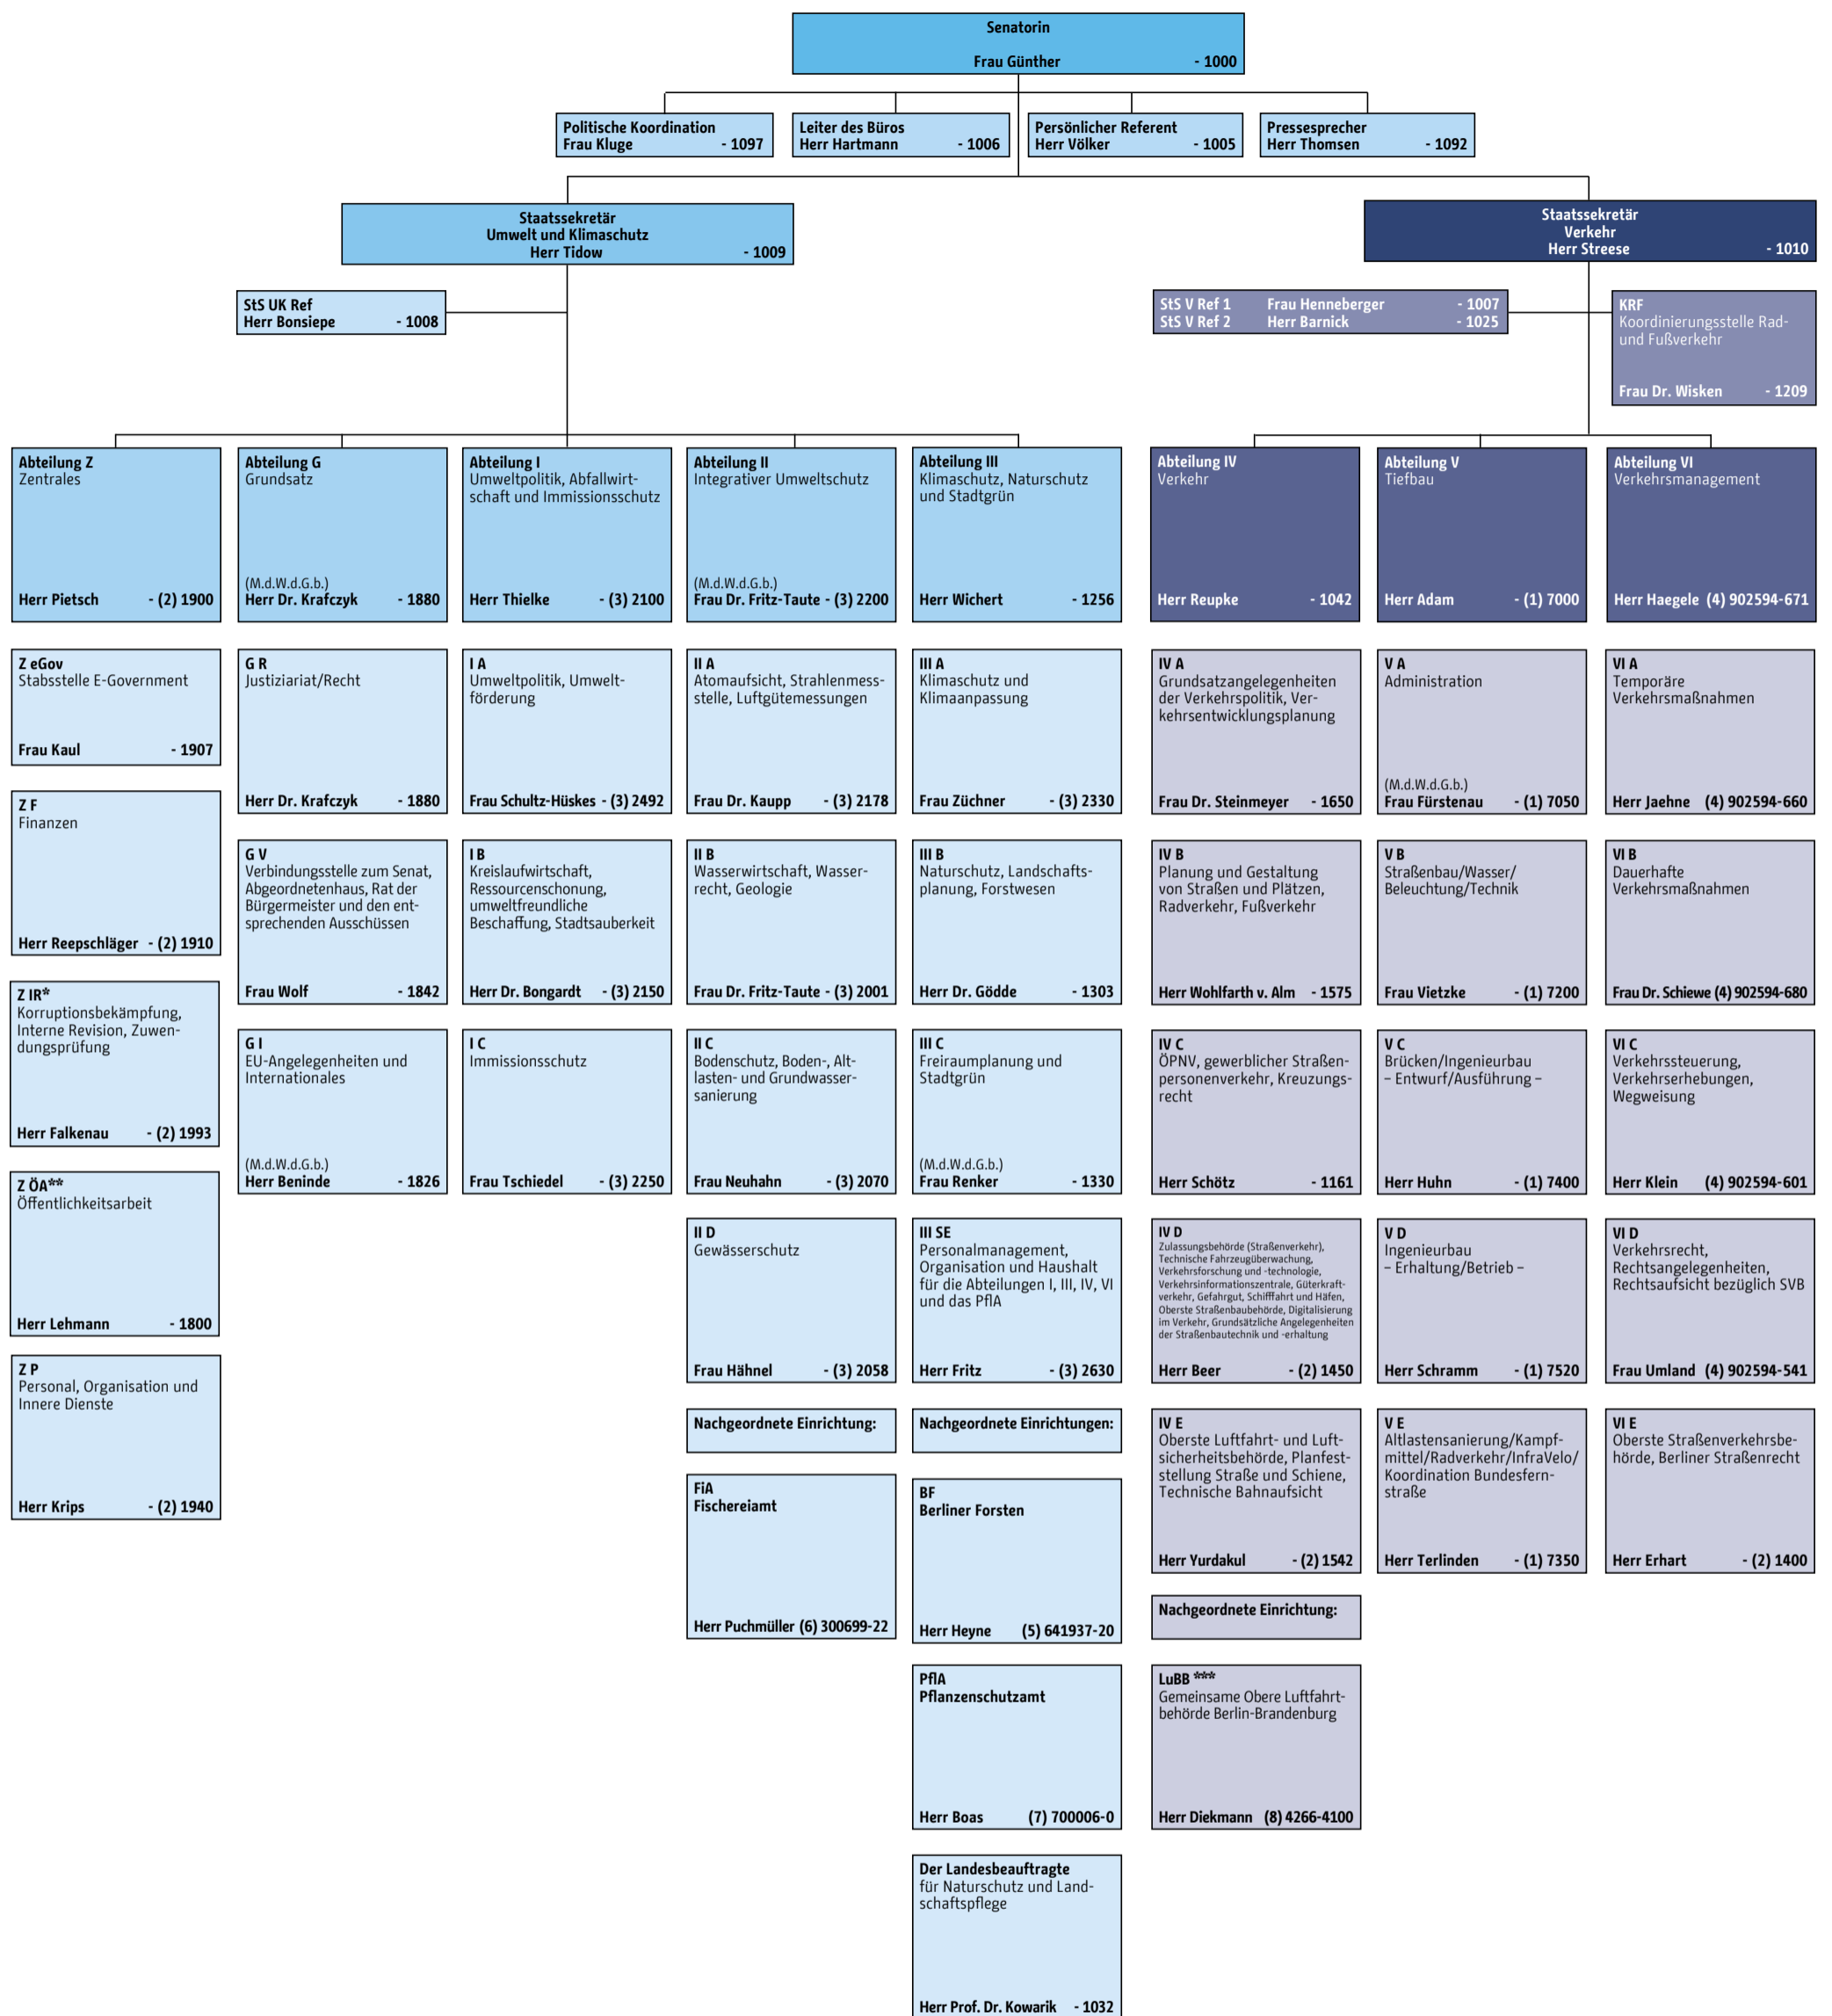 Senatorin
Frau Günther - 1000
Politische Koordination
Frau Kluge - 1097
Leiter des Büros
Herr Hartmann - 1006
Persönlicher Referent
Herr Völker - 1005
Pressesprecher
Herr Thomsen - 1092
Staatssekretär
Umwelt und Klimaschutz
Herr Tidow - 1009
Staatssekretär
Verkehr
Herr Streese - 1010
StS UK Ref
Herr Bonsiepe - 1008
StS V Ref 1 Frau Henneberger - 1007
StS V Ref 2 Herr Barnick - 1025
KRF
Koordinierungsstelle Rad-
und Fußverkehr
Frau Dr. Wisken - 1209
Abteilung Z
Zentrales
Herr Pietsch - (2) 1900
Abteilung G
Grundsatz
(M.d.W.d.G.b.)
Herr Dr. Krafczyk - 1880
Abteilung I
Umweltpolitik, Abfallwirt-
schaft und Immissionsschutz
Herr Thielke - (3) 2100
Abteilung II
Integrativer Umweltschutz
(M.d.W.d.G.b.)
Frau Dr. Fritz-Taute - (3) 2200
Abteilung III
Klimaschutz, Naturschutz
und Stadtgrün
Herr Wichert - 1256
Abteilung IV
Verkehr
Herr Reupke - 1042
Abteilung V
Tiefbau
Herr Adam - (1) 7000
Abteilung VI
Verkehrsmanagement
Herr Haegele (4) 902594-671
Z eGov
Stabsstelle E-Government
Frau Kaul - 1907
Z F
Finanzen
Herr Reepschläger - (2) 1910
Z IR*
Korruptionsbekämpfung,
Interne Revision, Zuwen-
dungsprüfung
Herr Falkenau - (2) 1993
Z ÖA**
Öffentlichkeitsarbeit
Herr Lehmann - 1800
Z P
Personal, Organisation und
Innere Dienste
Herr Krips - (2) 1940
G R
Justiziariat/Recht
Herr Dr. Krafczyk - 1880
G V
Verbindungsstelle zum Senat,
Abgeordnetenhaus, Rat der
Bürgermeister und den ent-
sprechenden Ausschüssen
Frau Wolf - 1842
G I
EU-Angelegenheiten und
Internationales
(M.d.W.d.G.b.)
Herr Beninde - 1826
I A
Umweltpolitik, Umwelt-
förderung
Frau Schultz-Hüskes - (3) 2492
I B
Kreislaufwirtschaft,
Ressourcenschonung,
umweltfreundliche
Beschaffung, Stadtsauberkeit
Herr Dr. Bongardt - (3) 2150
I C
Immissionsschutz
Frau Tschiedel - (3) 2250
II A
Atomaufsicht, Strahlenmess-
stelle, Luftgütemessungen
Frau Dr. Kaupp - (3) 2178
II B
Wasserwirtschaft, Wasser-
recht, Geologie
Frau Dr. Fritz-Taute - (3) 2001
II C
Bodenschutz, Boden-, Alt-
lasten- und Grundwasser-
sanierung
Frau Neuhahn - (3) 2070
II D
Gewässerschutz
Frau Hähnel - (3) 2058
Nachgeordnete Einrichtung:
FiA
Fischereiamt
Herr Puchmüller (6) 300699-22
III A
Klimaschutz und
Klimaanpassung
Frau Züchner - (3) 2330
III B
Naturschutz, Landschafts-
planung, Forstwesen
Herr Dr. Gödde - 1303
III C
Freiraumplanung und
Stadtgrün
(M.d.W.d.G.b.)
Frau Renker - 1330
III SE
Personalmanagement,
Organisation und Haushalt
für die Abteilungen I, III, IV, VI
und das PflA
Herr Fritz - (3) 2630
Nachgeordnete Einrichtungen:
BF
Berliner Forsten
Herr Heyne (5) 641937-20
PflA
Pflanzenschutzamt
Herr Boas (7) 700006-0
Der Landesbeauftragte
für Naturschutz und Land-
schaftspflege
Herr Prof. Dr. Kowarik - 1032
IV A
Grundsatzangelegenheiten
der Verkehrspolitik, Ver-
kehrsentwicklungsplanung
Frau Dr. Steinmeyer - 1650
IV B
Planung und Gestaltung
von Straßen und Plätzen,
Radverkehr, Fußverkehr
Herr Wohlfarth v. Alm - 1575
IV C
ÖPNV, gewerblicher Straßen-
personenverkehr, Kreuzungs-
recht
Herr Schötz - 1161
IV D
Zulassungsbehörde (Straßenverkehr),
Technische Fahrzeugüberwachung,
Verkehrsforschung und -technologie,
Verkehrsinformationszentrale, Güterkraft-
verkehr, Gefahrgut, Schifffahrt und Häfen,
Oberste Straßenbaubehörde, Digitalisierung
im Verkehr, Grundsätzliche Angelegenheiten
der Straßenbautechnik und -erhaltung
Herr Beer - (2) 1450
IV E
Oberste Luftfahrt- und Luft-
sicherheitsbehörde, Planfest-
stellung Straße und Schiene,
Technische Bahnaufsicht
Herr Yurdakul - (2) 1542
Nachgeordnete Einrichtung:
LuBB ***
Gemeinsame Obere Luftfahrt-
behörde Berlin-Brandenburg
Herr Diekmann (8) 4266-4100
V A
Administration
(M.d.W.d.G.b.)
Frau Fürstenau - (1) 7050
V B
Straßenbau/Wasser/
Beleuchtung/Technik
Frau Vietzke - (1) 7200
V C
Brücken/Ingenieurbau
– Entwurf/Ausführung –
Herr Huhn - (1) 7400
V D
Ingenieurbau
– Erhaltung/Betrieb –
Herr Schramm - (1) 7520
V E
Altlastensanierung/Kampf-
mittel/Radverkehr/InfraVelo/
Koordination Bundesfern-
straße
Herr Terlinden - (1) 7350
VI A
Temporäre
Verkehrsmaßnahmen
Herr Jaehne (4) 902594-660
VI B
Dauerhafte
Verkehrsmaßnahmen
Frau Dr. Schiewe (4) 902594-680
VI C
Verkehrssteuerung,
Verkehrserhebungen,
Wegweisung
Herr Klein (4) 902594-601
VI D
Verkehrsrecht,
Rechtsangelegenheiten,
Rechtsaufsicht bezüglich SVB
Frau Umland (4) 902594-541
VI E
Oberste Straßenverkehrsbe-
hörde, Berliner Straßenrecht
Herr Erhart - (2) 1400